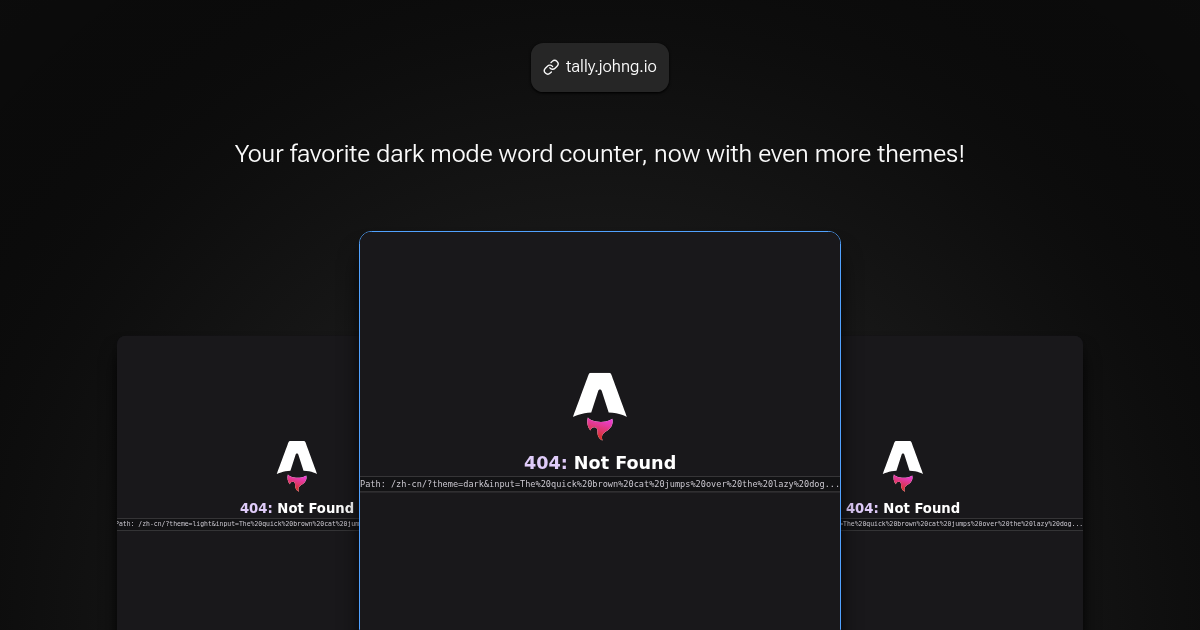 tally.johng.io
Your favorite dark mode word counter, now with even more themes!
404: Not Found
Path: /zh-cn/?theme=dark&input=The%20quick%20brown%20cat%20jumps%20over%20the%20lazy%20dog...
404: Not Found
Path: /zh-cn/?theme=light&input=The%20quick%20brown%20cat%20jum
404: Not Found
=The%20quick%20brown%20cat%20jumps%20over%20the%20lazy%20dog...